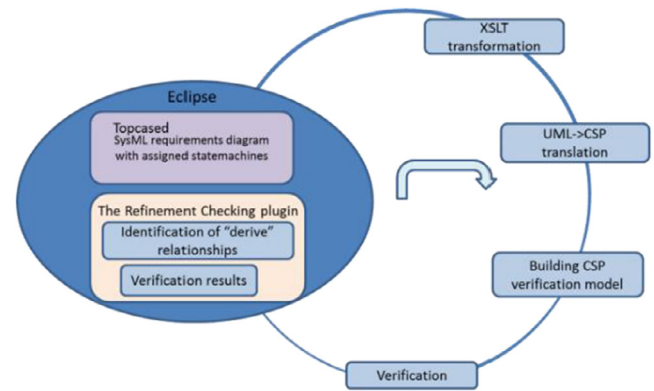 XSLT
transformation
Eclipse
Topcased
SysML requirements diagram
with assigned statemachines
UML->CSP
translation
The Refinement Checking plugin
Identification of “derive”
relationships
Verification results
Building CSP
verification model
Verification